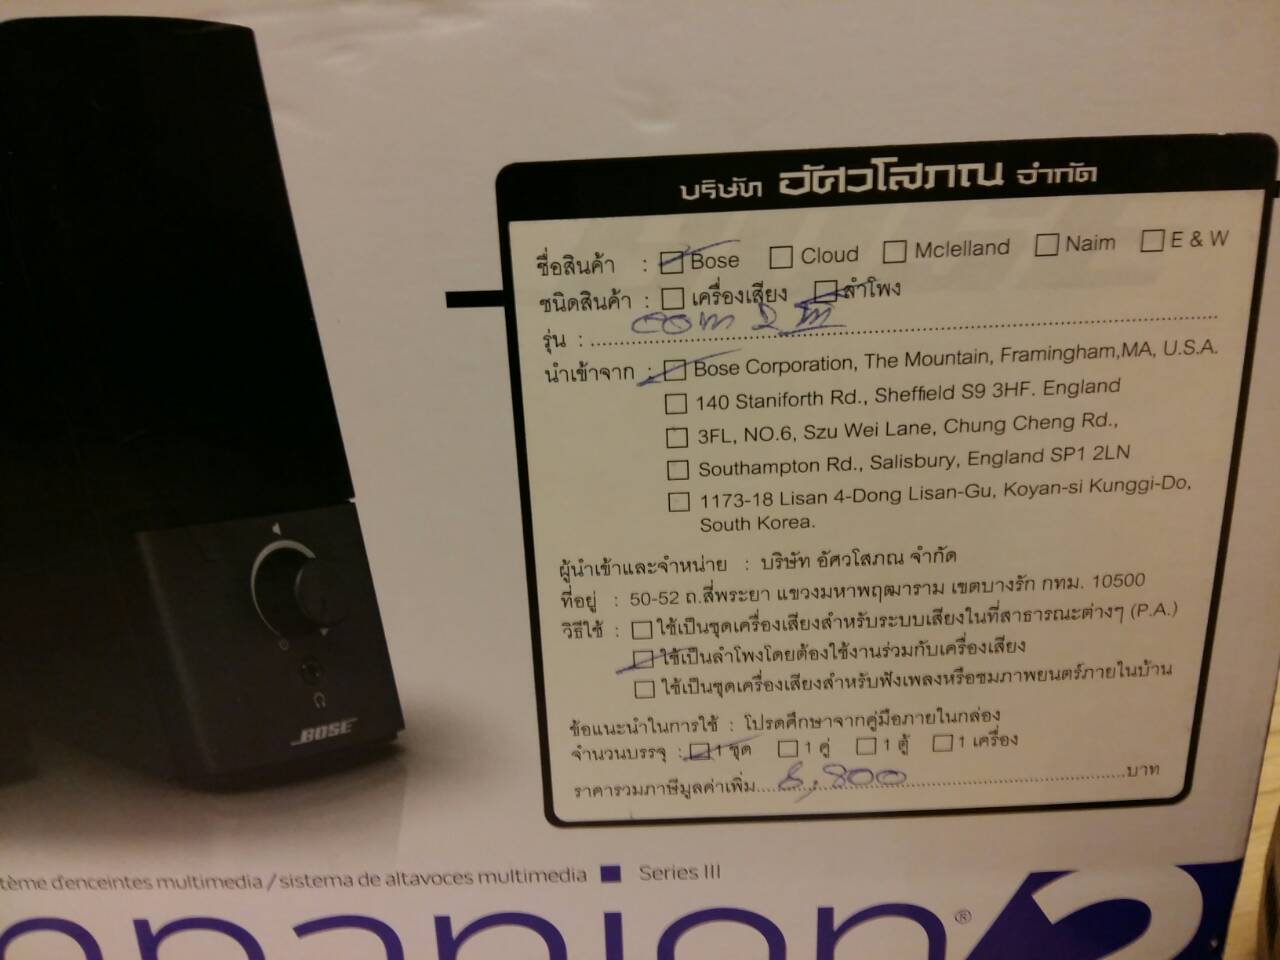 บริษัท อัศวโสภณ จำกัด
ชื่อสินค้า : Bose Cloud Mclelland Naim E & W
ชนิดสินค้า : เครื่องเสียง ลำโพง
รุ่น : com 2 III
นำเข้าจาก : Bose Corporation, The Mountain, Framingham,MA, U.S.A.
140 Staniforth Rd., Sheffield S9 3HF. England
3FL, NO.6, Szu Wei Lane, Chung Cheng Rd.,
Southampton Rd., Salisbury, England SP1 2LN
1173-18 Lisan 4-Dong Lisan-Gu, Koyan-si Kunggi-Do,
South Korea.
ผู้นำเข้าและจำหน่าย : บริษัท อัศวโสภณ จำกัด
ที่อยู่ : 50-52 ถ.สี่พระยา แขวงมหาพฤฒาราม เขตบางรัก กทม. 10500
วิธีใช้ : ใช้เป็นชุดเครื่องเสียงสำหรับระบบเสียงในที่สาธารณะต่างๆ (P.A.)
ใช้เป็นลำโพงโดยต้องใช้งานร่วมกับเครื่องเสียง
ใช้เป็นชุดเครื่องเสียงสำหรับฟังเพลงหรือชมภาพยนตร์ภายในบ้าน
ข้อแนะนำในการใช้ : โปรดศึกษาจากคู่มือภายในกล่อง
จำนวนบรรจุ : 1 ชุด 1 คู่ 1 ตู้ 1 เครื่อง
ราคารวมภาษีมูลค่าเพิ่ม 5,800 บาท
BOSE
tème d'enceintes multimedia / sistema de altavoces multimedia Series III
ompanion® 2